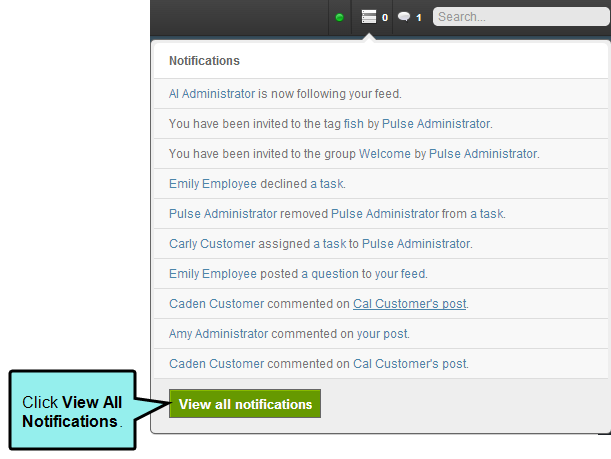 0 1 Search...
Notifications
Al Administrator is now following your feed.
You have been invited to the tag fish by Pulse Administrator.
You have been invited to the group Welcome by Pulse Administrator.
Emily Employee declined a task.
Pulse Administrator removed Pulse Administrator from a task.
Carly Customer assigned a task to Pulse Administrator.
Emily Employee posted a question to your feed.
Caden Customer commented on Cal Customer's post.
Amy Administrator commented on your post.
Caden Customer commented on Cal Customer's post.
View all notifications
Click View All
Notifications.